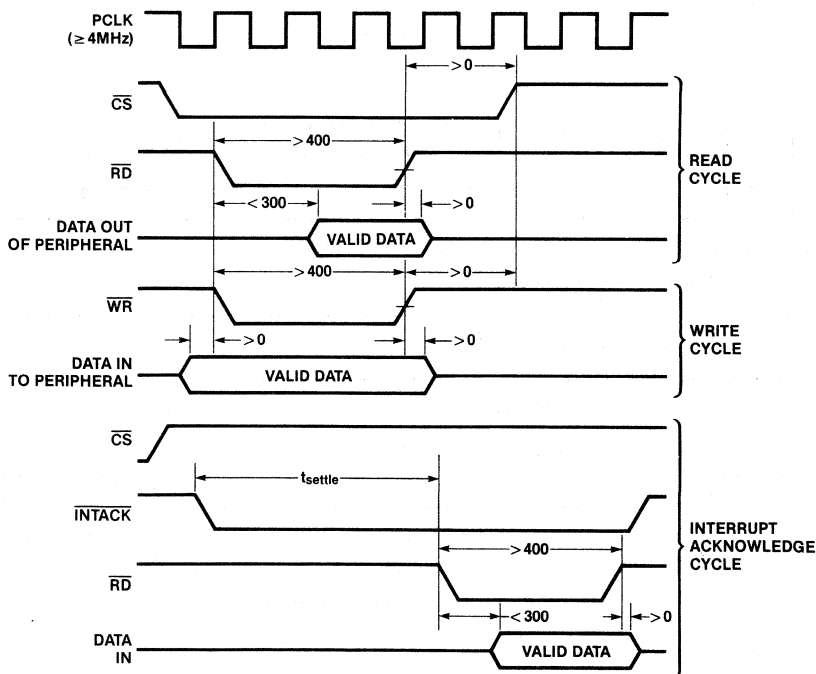 PCLK
(≥ 4MHz)
> 0
CS
> 400
RD
READ
CYCLE
< 300
> 0
DATA OUT
OF PERIPHERAL
VALID DATA
> 400
> 0
WR
WRITE
CYCLE
> 0
> 0
DATA IN
TO PERIPHERAL
VALID DATA
CS
tsettle
INTACK
INTERRUPT
ACKNOWLEDGE
CYCLE
> 400
RD
< 300
> 0
DATA
IN
VALID DATA